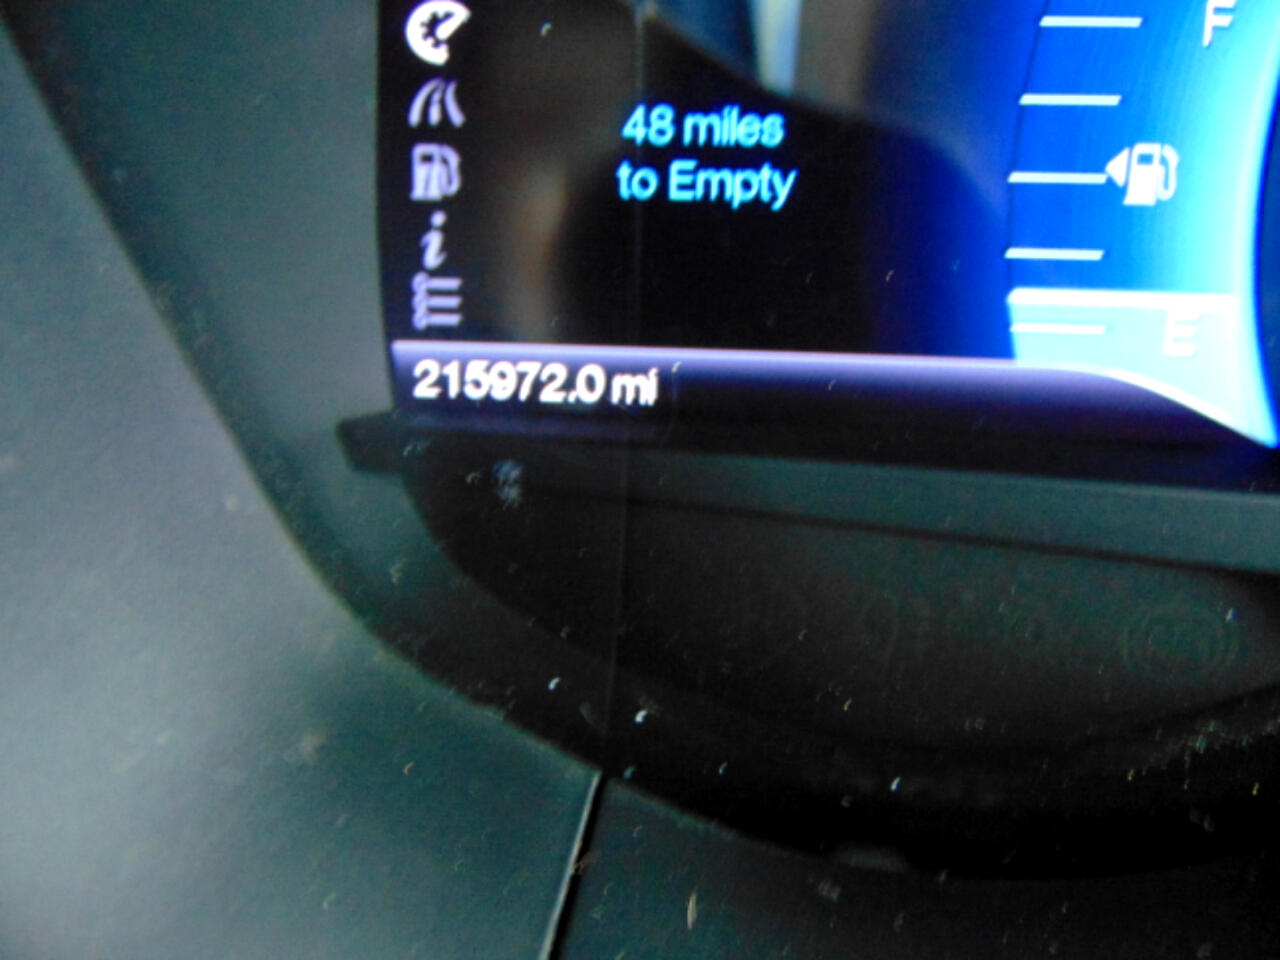 F
48 miles
to Empty
E
215972.0 mi